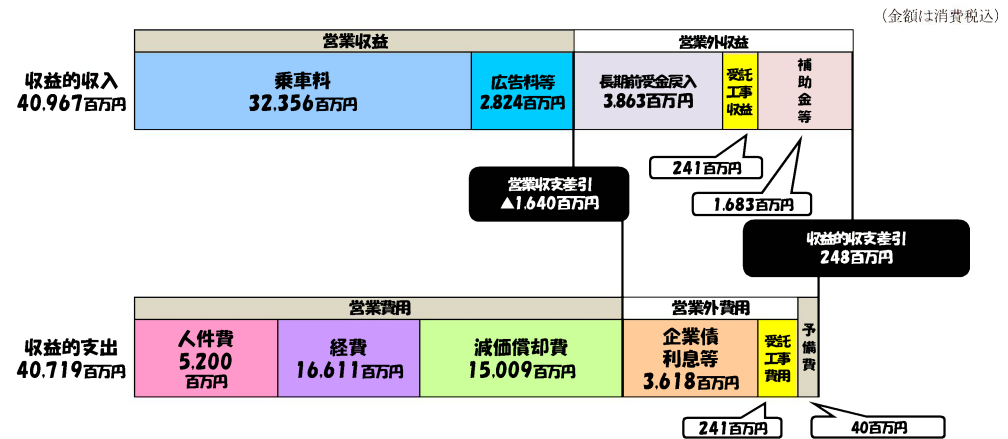 (金額は消費税込)
営業収益
営業外収益
収益的収入
40,967百万円
乗車料
32,356百万円
広告料等
2,824百万円
長期前受金戻入
3,863百万円
受託
工事
収益
補
助
金
等
241百万円
1,683百万円
営業収支差引
▲1,640百万円
収益的収支差引
248百万円
営業費用
営業外費用
収益的支出
40,719百万円
人件費
5,200
百万円
経費
16,611百万円
減価償却費
15,009百万円
企業債
利息等
3,618百万円
受託
工事
費用
予
備
費
241百万円
40百万円